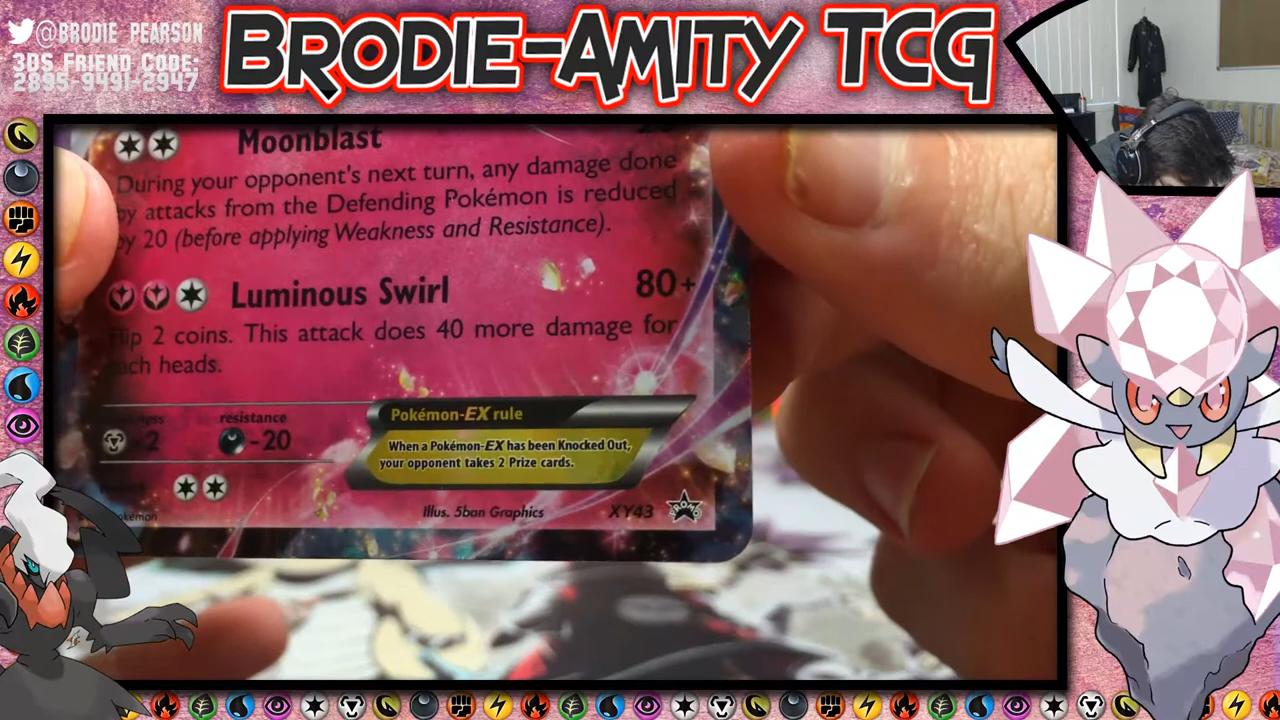 @Brodie_Pearson
3DS Friend Code:
2895-9491-2947
Brodie-Amity TCG
Moonblast
During your opponent's next turn, any damage done
by attacks from the Defending Pokémon is reduced
by 20 (before applying Weakness and Resistance).
Luminous Swirl 80+
Flip 2 coins. This attack does 40 more damage for
each heads.
resistance
×2 -20
Pokémon-EX rule
When a Pokémon-EX has been Knocked Out,
your opponent takes 2 Prize cards.
Illus. 5ban Graphics XY43